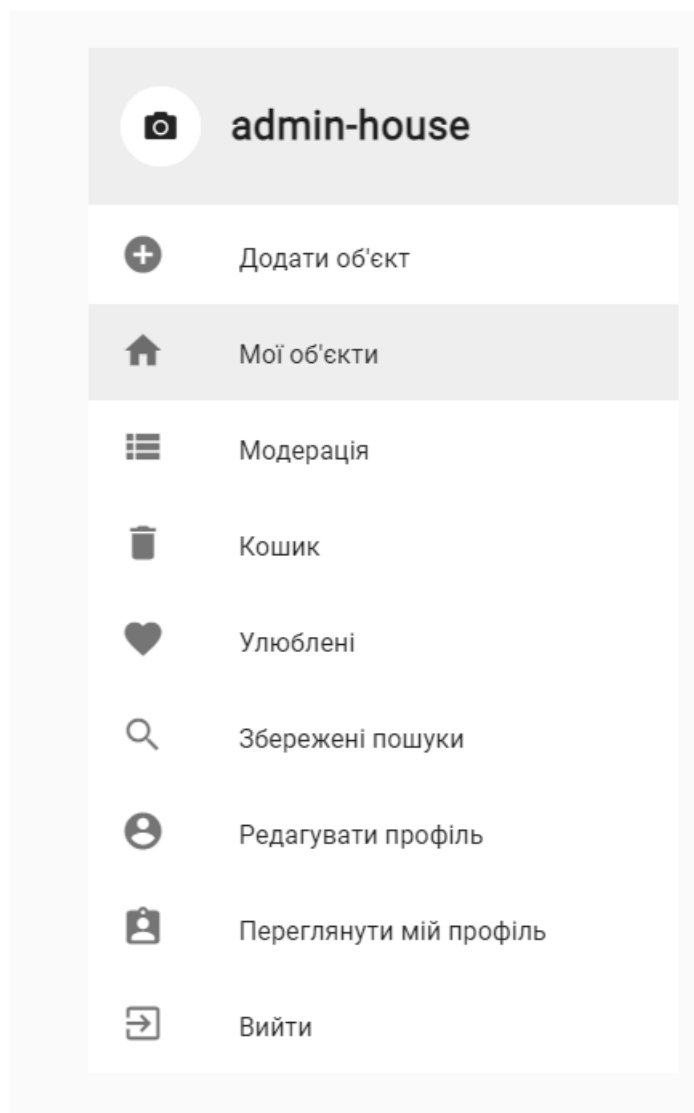 admin-house
Додати об'єкт
Мої об'єкти
Модерація
Кошик
Улюблені
Збережені пошуки
Редагувати профіль
Переглянути мій профіль
Вийти